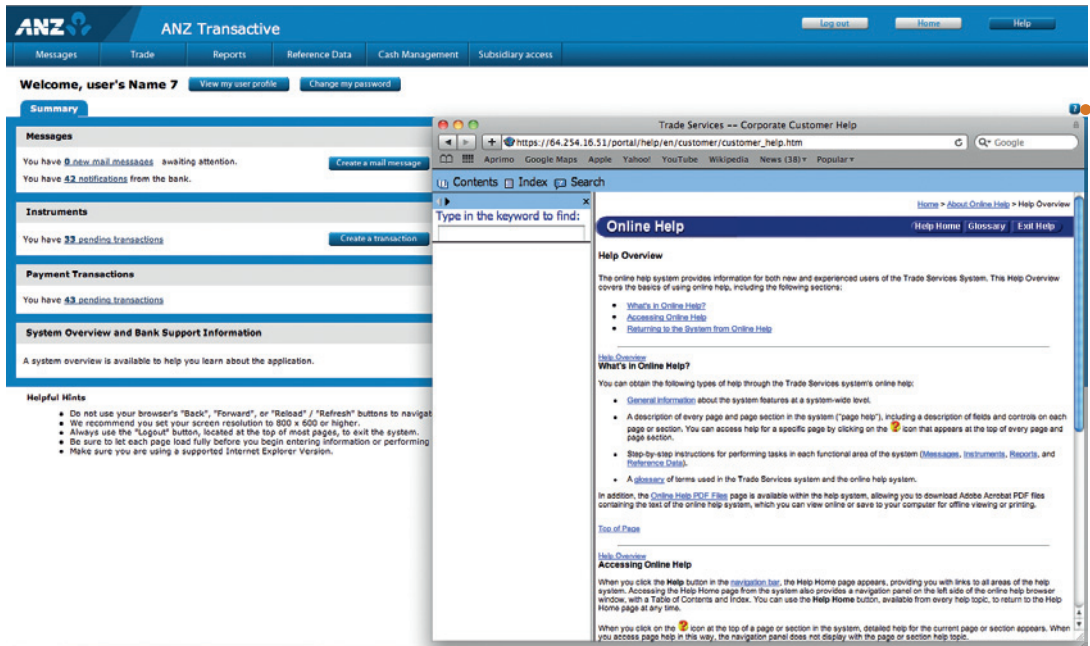 ANZ
ANZ Transactive
Log out
Home
Help
Messages
Trade
Reports
Reference Data
Cash Management
Subsidiary access
Welcome, user's Name 7
View my user profile
Change my password
Summary
?
Messages
You have 0 new mail messages awaiting attention.
Create a mail message
You have 42 notifications from the bank.
Instruments
You have 33 pending transactions
Create a transaction
Payment Transactions
You have 43 pending transactions
System Overview and Bank Support Information
A system overview is available to help you learn about the application.
Helpful Hints
• Do not use your browser's "Back", "Forward", or "Reload" / "Refresh" buttons to navigat
• We recommend you set your screen resolution to 800 x 600 or higher.
• Always use the "Logout" button, located at the top of most pages, to exit the system.
• Be sure to let each page load fully before you begin entering information or performing
• Make sure you are using a supported Internet Explorer Version.
Trade Services -- Corporate Customer Help
https://64.254.16.51/portal/help/en/customer/customer_help.htm
Google
Aprimo Google Maps Apple Yahoo! YouTube Wikipedia News (38) Popular
Contents Index Search
Type in the keyword to find:
Home > About Online Help > Help Overview
Online Help
Help Home Glossary Exit Help
Help Overview
The online help system provides information for both new and experienced users of the Trade Services System. This Help Overview
covers the basics of using online help, including the following sections:
• What's in Online Help?
• Accessing Online Help
• Returning to the System from Online Help
Help Overview
What's in Online Help?
You can obtain the following types of help through the Trade Services system's online help:
• General information about the system features at a system-wide level.
• A description of every page and page section in the system ("page help"), including a description of fields and controls on each
page or section. You can access help for a specific page by clicking on the ? icon that appears at the top of every page and
page section.
• Step-by-step instructions for performing tasks in each functional area of the system (Messages, Instruments, Reports, and
Reference Data).
• A glossary of terms used in the Trade Services system and the online help system.
In addition, the Online Help PDF Files page is available within the help system, allowing you to download Adobe Acrobat PDF files
containing the text of the online help system, which you can view online or save to your computer for offline viewing or printing.
Top of Page
Help Overview
Accessing Online Help
When you click the Help button in the navigation bar, the Help Home page appears, providing you with links to all areas of the help
system. Accessing the Help Home page from the system also provides a navigation panel on the left side of the online help browser
window, with a Table of Contents and Index. You can use the Help Home button, available from every help topic, to return to the Help
Home page at any time.
When you click on the ? icon at the top of a page or section in the system, detailed help for the current page or section appears. When
you access page help in this way, the navigation panel does not display with the page or section help topic.